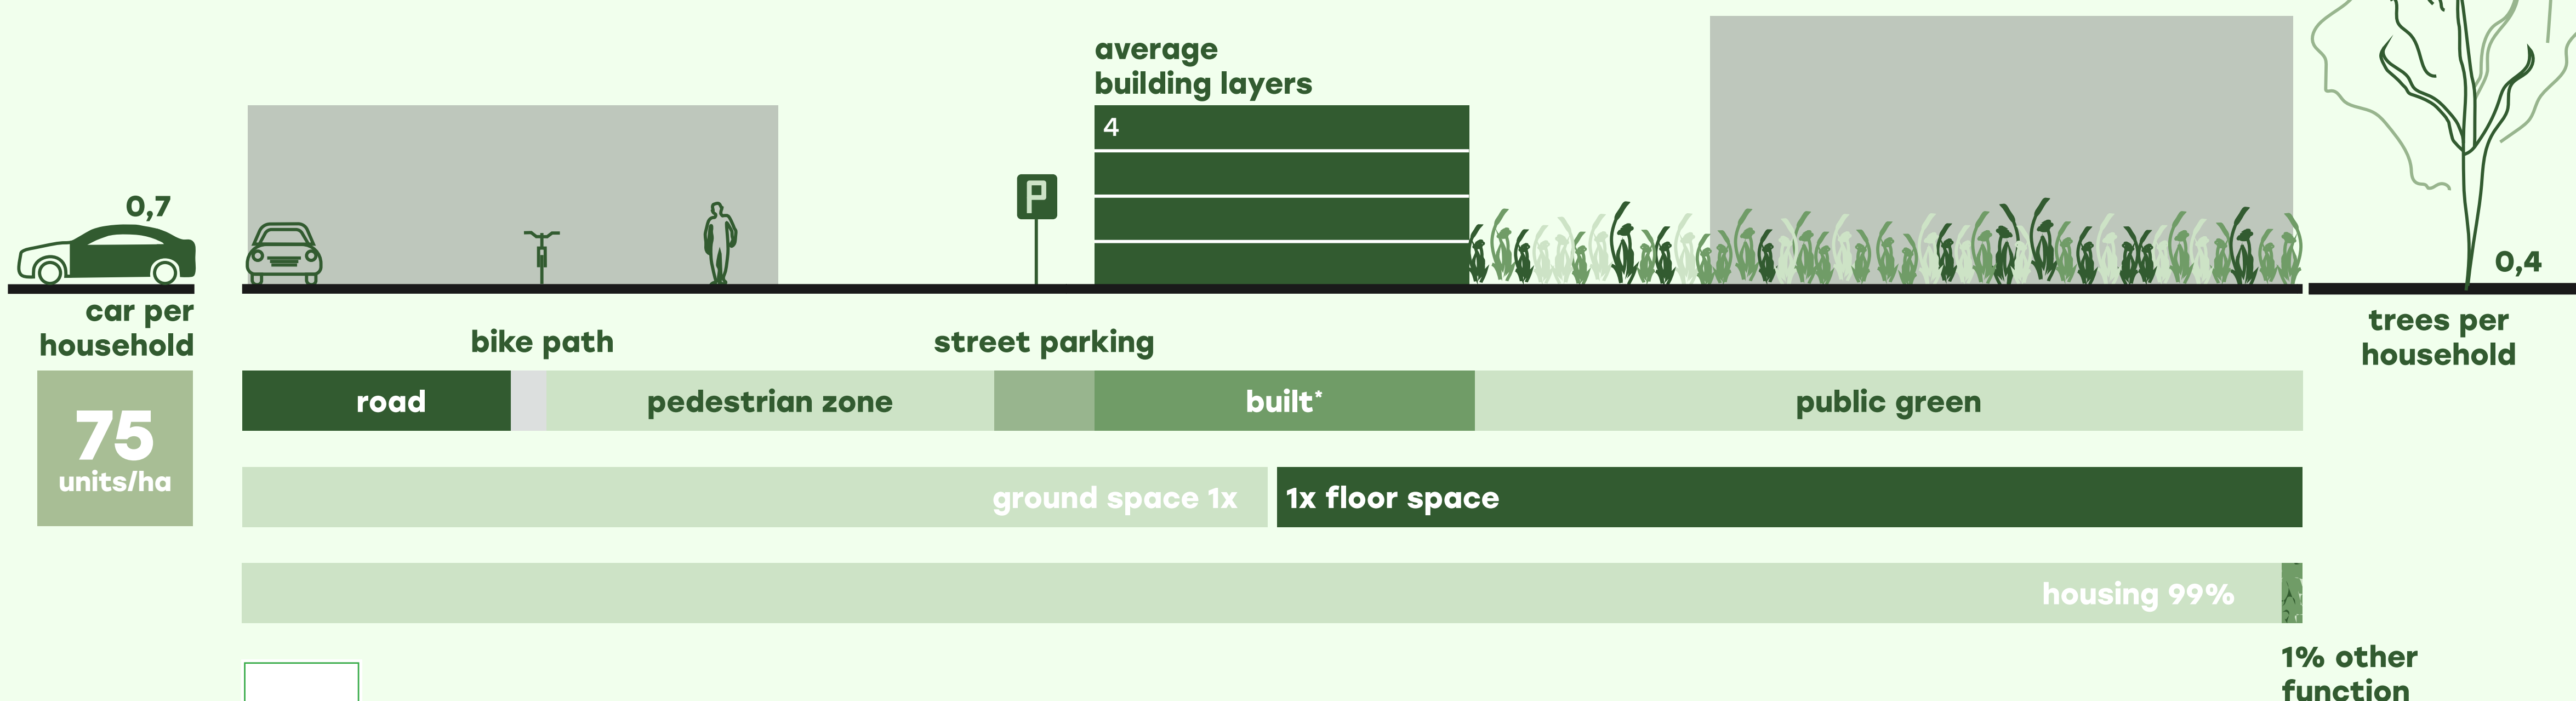 average
building layers
4
P
0,7
0,4
car per
household
bike path
street parking
trees per
household
road
pedestrian zone
built*
public green
75
units/ha
ground space 1x
1x floor space
housing 99%
1% other
function